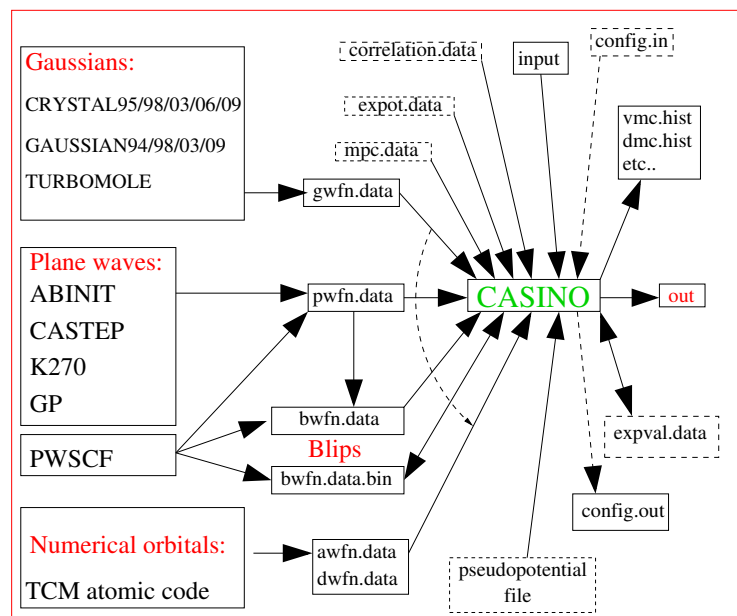 Gaussians:
CRYSTAL95/98/03/06/09
GAUSSIAN94/98/03/09
TURBOMOLE
correlation.data
expot.data
mpc.data
gwfn.data
input
config.in
vmc.hist
dmc.hist
etc..
Plane waves:
ABINIT
CASTEP
K270
GP
PWSCF
pwfn.data
CASINO
out
bwfn.data
Blips
bwfn.data.bin
expval.data
config.out
Numerical orbitals:
TCM atomic code
awfn.data
dwfn.data
pseudopotential
file